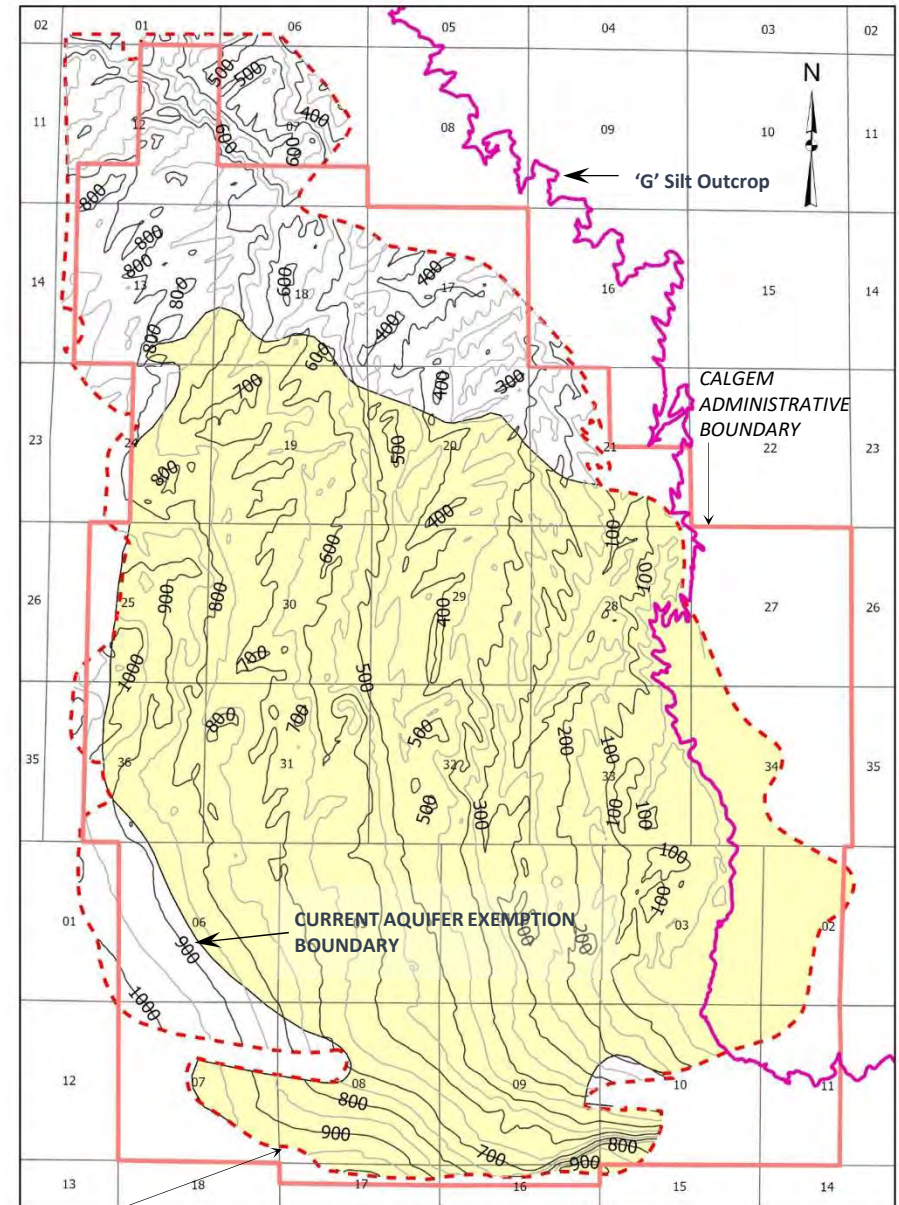 02 01 06 05 04 03 02
N
11 12 07 08 09 10 11
500 500 400 600 600
'G' Silt Outcrop
800 800 800 800 800 600 400 400
14 13 18 17 16 15 14
600 700 400 300 500
CALGEM
ADMINISTRATIVE
BOUNDARY
23 24 19 20 21 22 23
800 400 100
600 100
900 800 400
26 25 30 29 28 27 26
1000 700 500
800 700 500 200 100
35 36 31 32 33 34 35
500 300 100 100
100 100
01 06 03 02
CURRENT AQUIFER EXEMPTION
BOUNDARY
900 200
1000
12 07 08 09 10 11
800 900 700 900 800
13 18 17 16 15 14